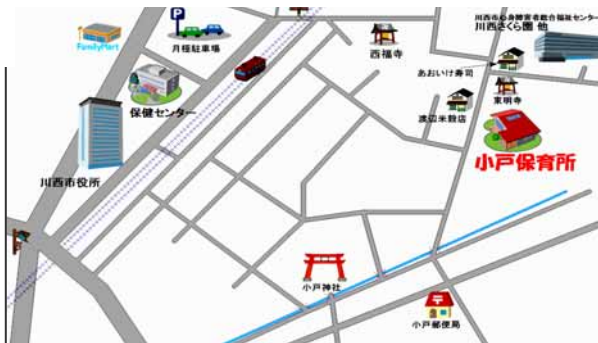 川西市心身障害者総合福祉センター
川西さくら園 他
P
FamilyMart
月極駐車場
西福寺
あおいけ寿司
東明寺
保健センター
渡辺米穀店
小戸保育所
川西市役所
小戸神社
〒
小戸郵便局